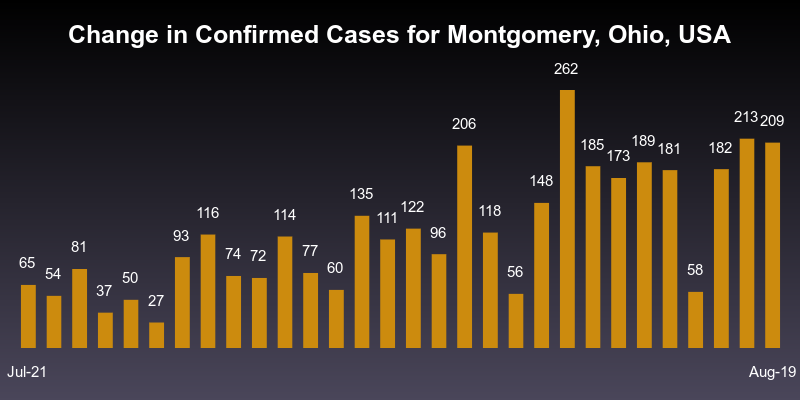 Change in Confirmed Cases for Montgomery, Ohio, USA
65 54 81 37 50 27 93 116 74 72 114 77 60 135 111 122 96 206 118 56 148 262 185 173 189 181 58 182 213 209
Jul-21 Aug-19